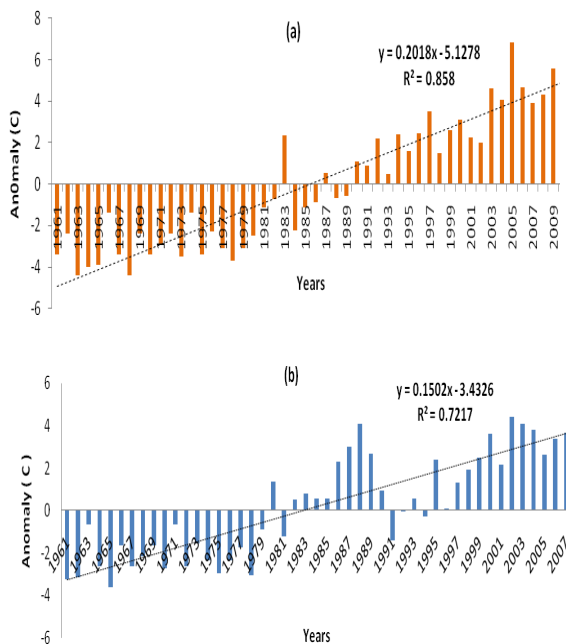 (a)
y = 0.2018x - 5.1278
R² = 0.858
8
6
4
2
0
-2
-4
-6
An0maly (C)
1961 1963 1965 1967 1969 1971 1973 1975 1977 1979 1981 1983 1985 1987 1989 1991 1993 1995 1997 1999 2001 2003 2005 2007 2009
Years
(b)
y = 0.1502x - 3.4326
R² = 0.7217
6
4
2
0
-2
-4
-6
Anomaly ( C )
1961 1963 1965 1967 1969 1971 1973 1975 1977 1979 1981 1983 1985 1987 1989 1991 1993 1995 1997 1999 2001 2003 2005 2007
Years